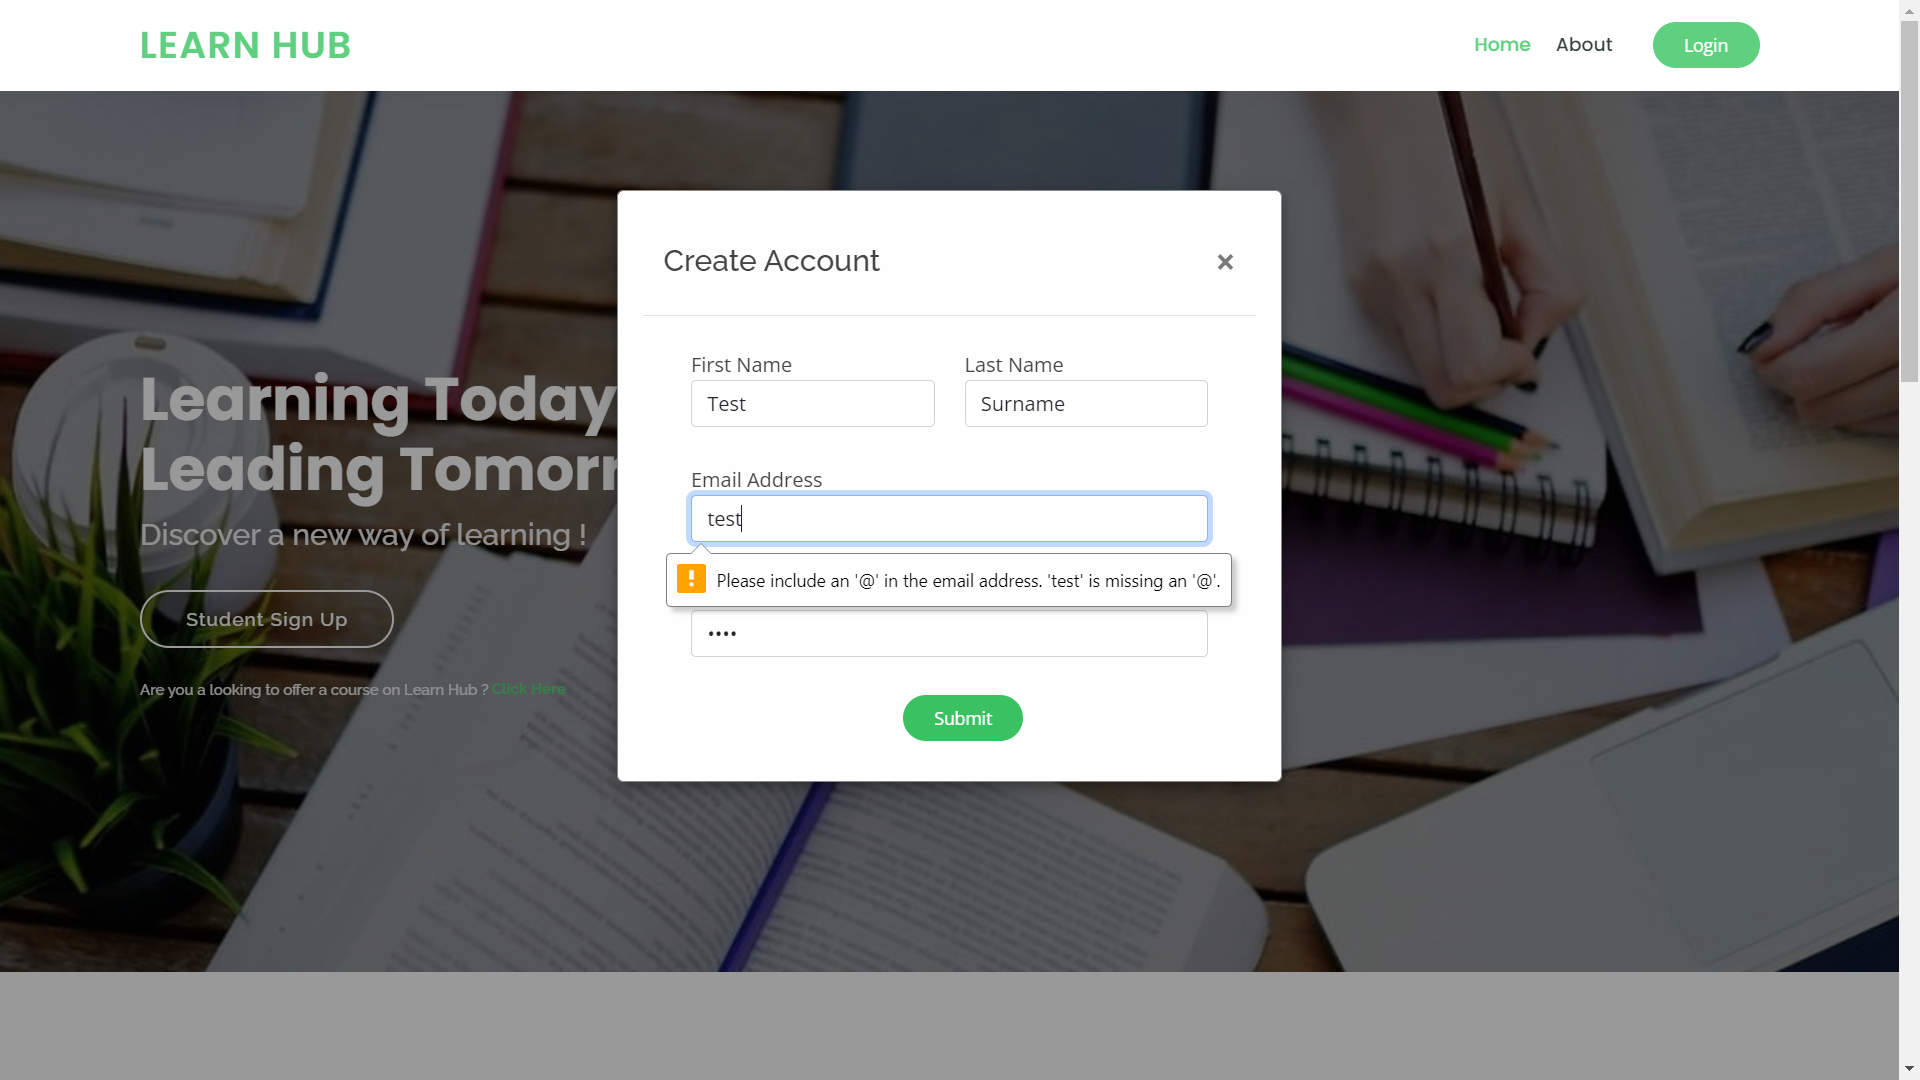 LEARN HUB
Home About Login
Create Account ×
First Name Last Name
Test Surname
Learning Today
Leading Tomorr
Email Address
test
Discover a new way of learning !
Please include an '@' in the email address. 'test' is missing an '@'.
Student Sign Up
••••
Are you a looking to offer a course on Learn Hub ? Click Here
Submit